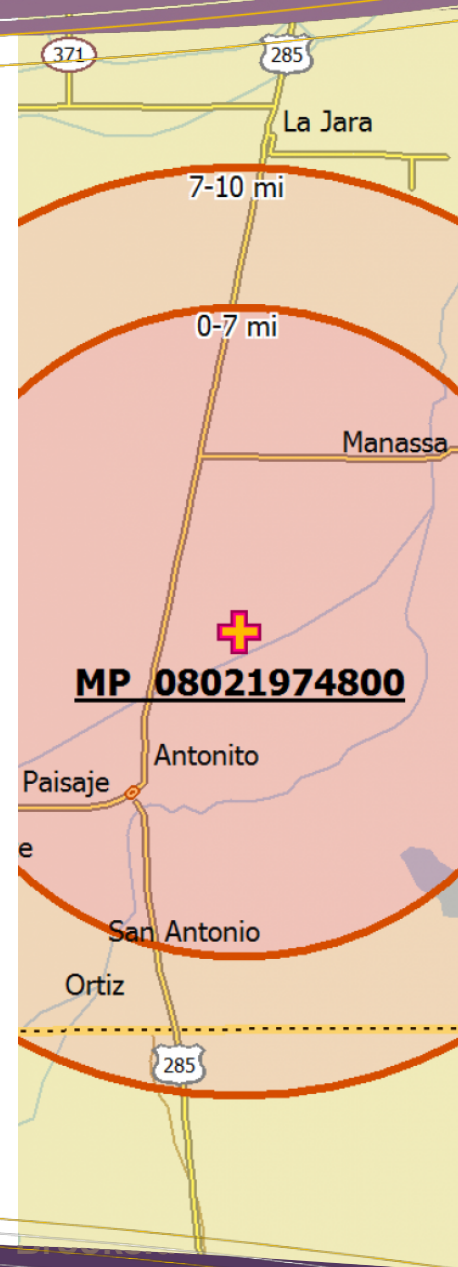 371
285
La Jara
7-10 mi
0-7 mi
Manassa
MP 08021974800
Antonito
Paisaje
e
San Antonio
Ortiz
285